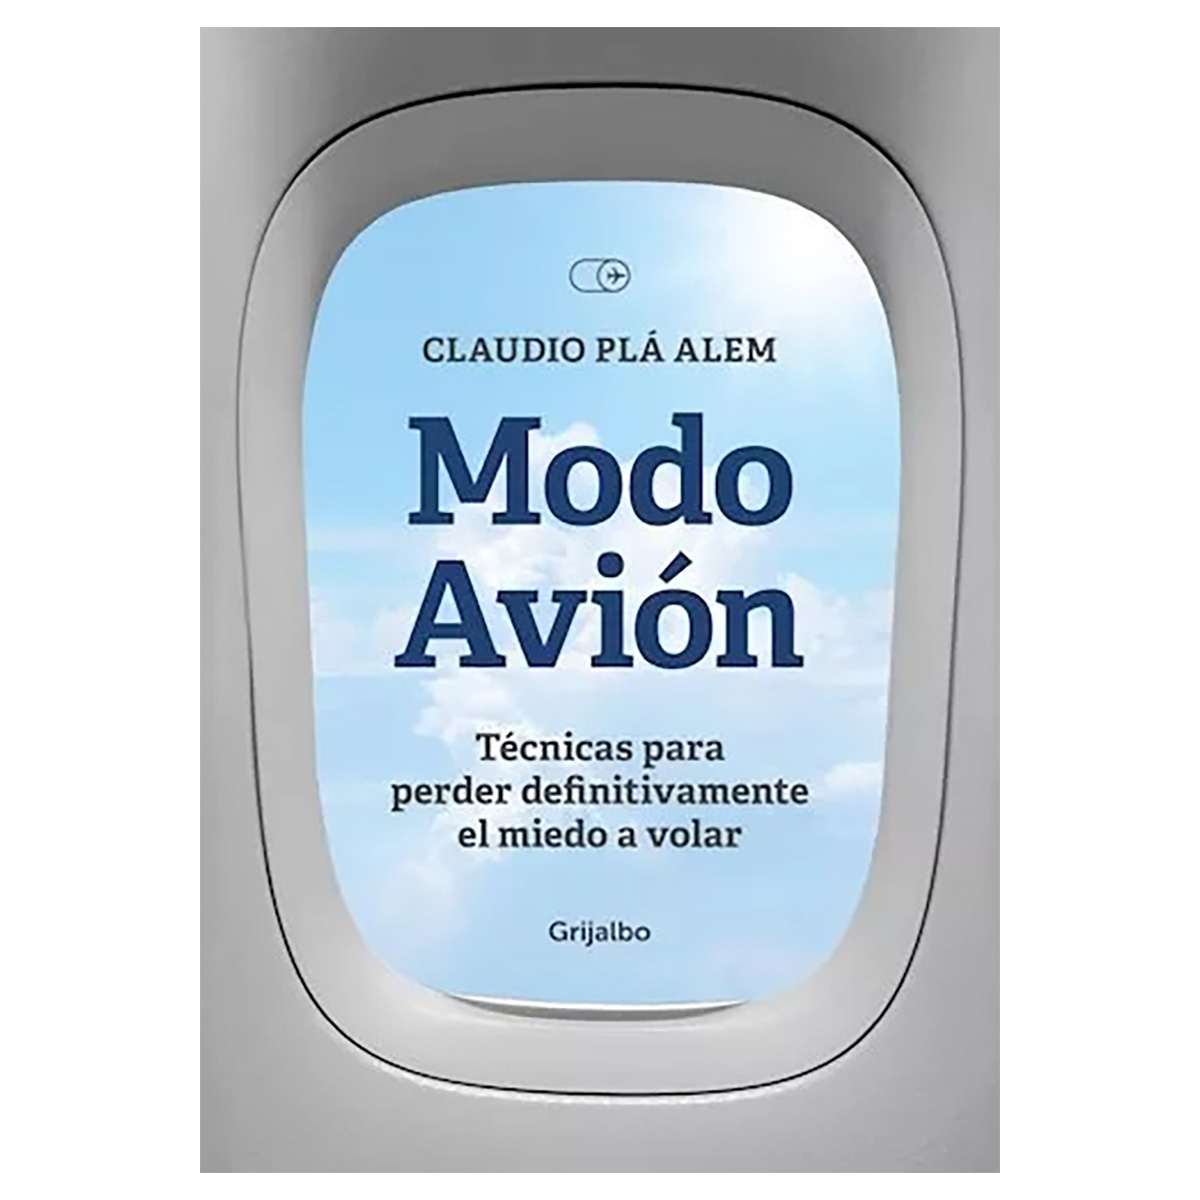 CLAUDIO PLÁ ALEM
Modo
Avión
Técnicas para
perder definitivamente
el miedo a volar
Grijalbo